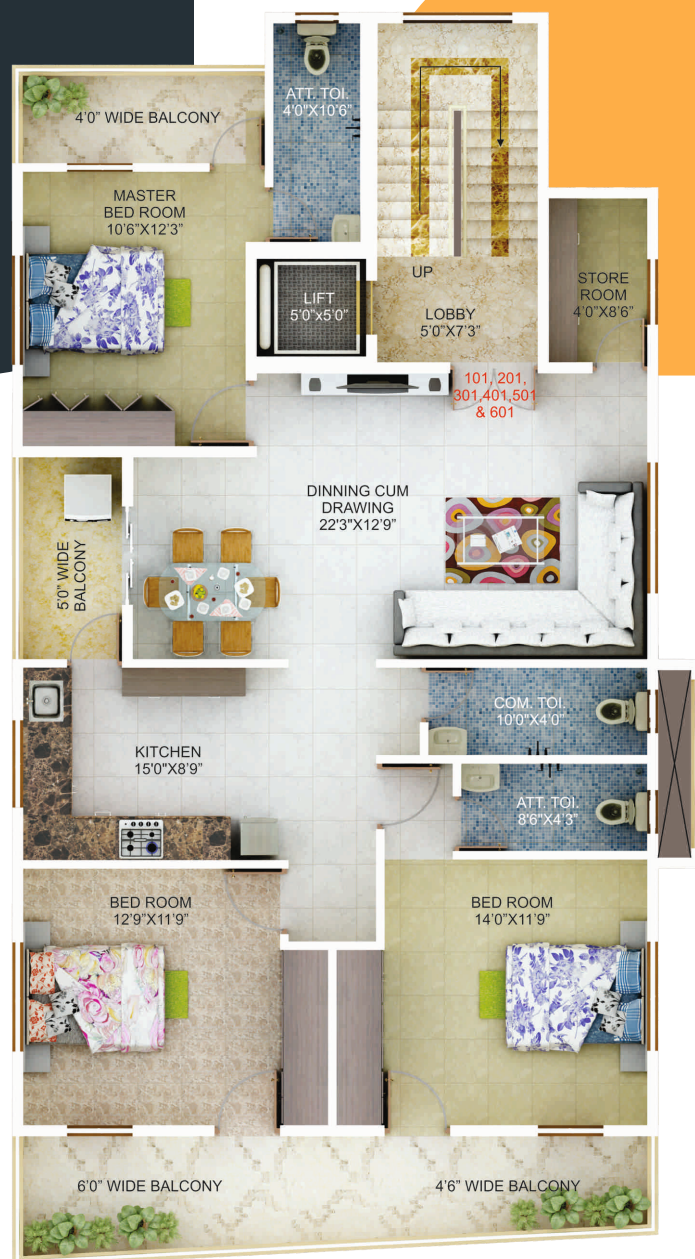 ATT. TOI.
4'0"X10'6"
4'0" WIDE BALCONY
MASTER
BED ROOM
10'6"X12'3"
UP
STORE
ROOM
4'0"X8'6"
LIFT
5'0"x5'0"
LOBBY
5'0"X7'3"
101, 201,
301,401,501
& 601
DINNING CUM
DRAWING
22'3"X12'9"
5'0" WIDE
BALCONY
COM. TOI.
10'0"X4'0"
KITCHEN
15'0"X8'9"
ATT. TOI.
8'6"X4'3"
BED ROOM
12'9"X11'9"
BED ROOM
14'0"X11'9"
6'0" WIDE BALCONY
4'6" WIDE BALCONY